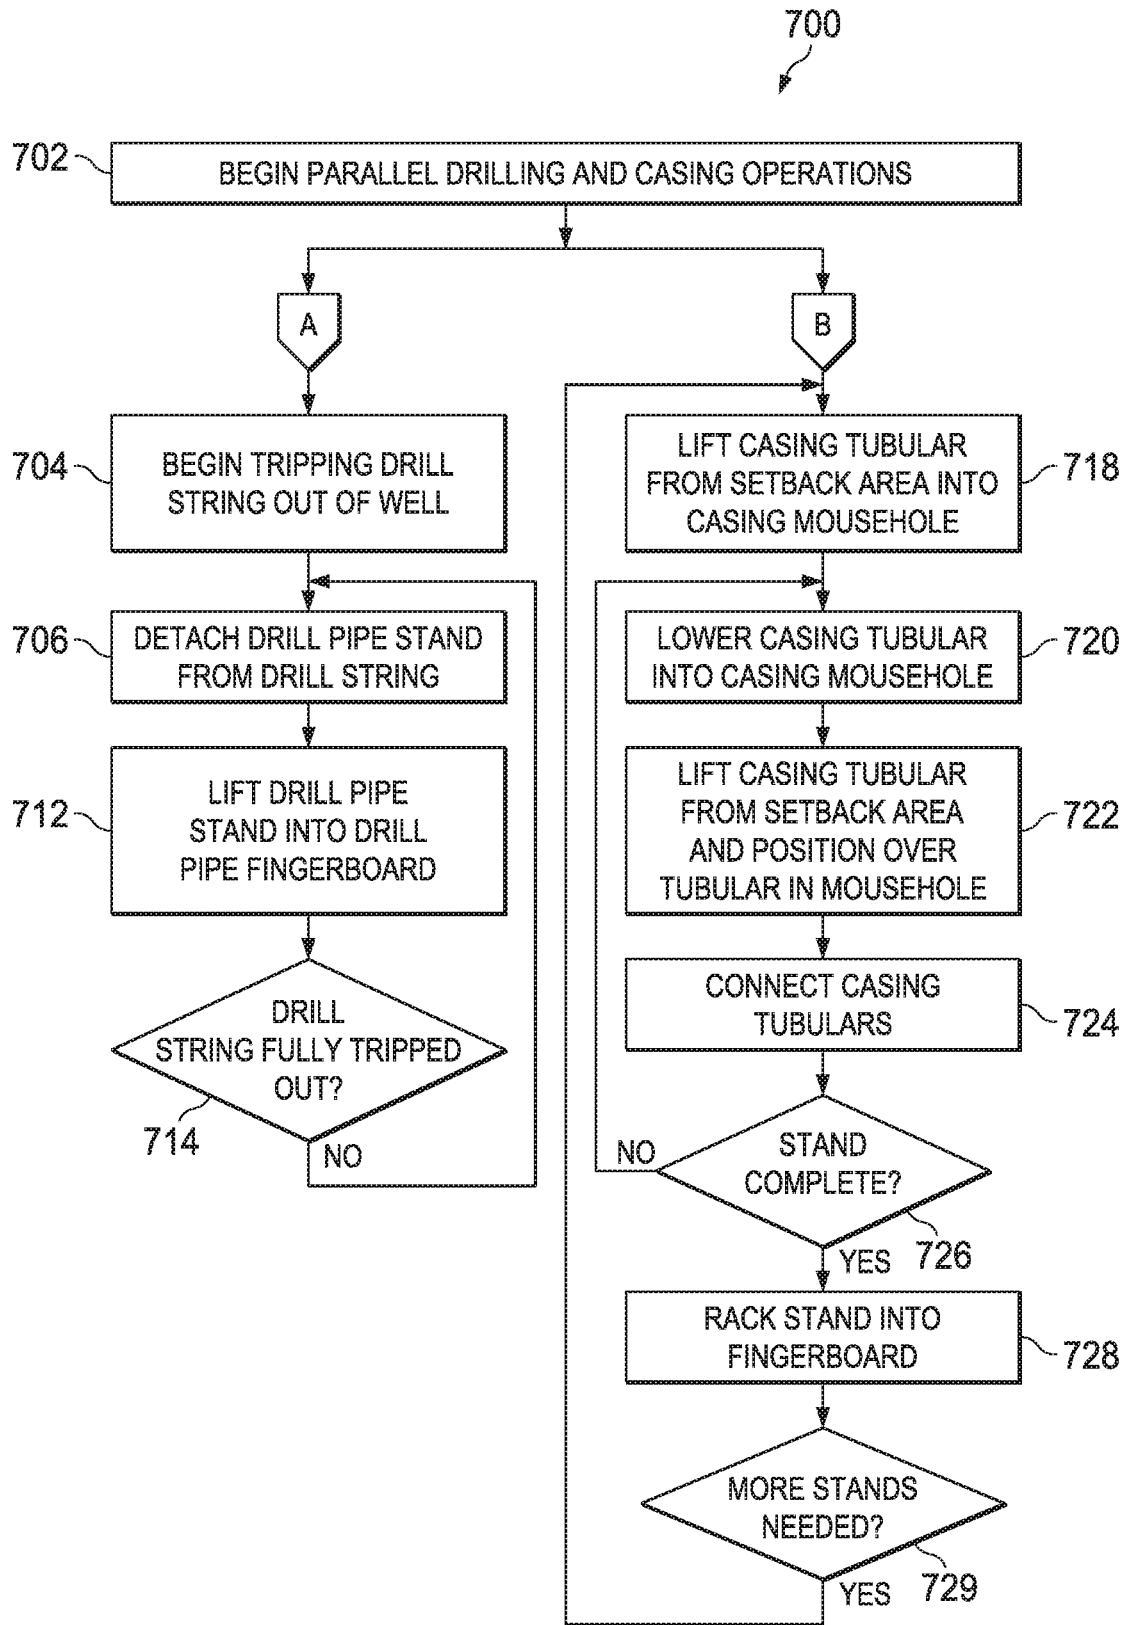 700
702
BEGIN PARALLEL DRILLING AND CASING OPERATIONS
A
704
BEGIN TRIPPING DRILL
STRING OUT OF WELL
706
DETACH DRILL PIPE STAND
FROM DRILL STRING
712
LIFT DRILL PIPE
STAND INTO DRILL
PIPE FINGERBOARD
DRILL
STRING FULLY TRIPPED
OUT?
714
NO
B
LIFT CASING TUBULAR
FROM SETBACK AREA INTO
CASING MOUSEHOLE
718
LOWER CASING TUBULAR
INTO CASING MOUSEHOLE
720
LIFT CASING TUBULAR
FROM SETBACK AREA
AND POSITION OVER
TUBULAR IN MOUSEHOLE
722
CONNECT CASING
TUBULARS
724
NO
STAND
COMPLETE?
726
YES
RACK STAND INTO
FINGERBOARD
728
MORE STANDS
NEEDED?
729
YES